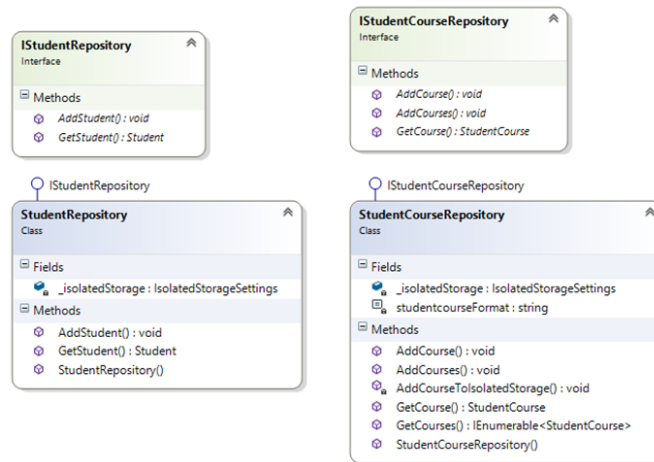 IStudentRepository
Interface
Methods
AddStudent() : void
GetStudent() : Student
IStudentRepository
StudentRepository
Class
Fields
_isolatedStorage : IsolatedStorageSettings
Methods
AddStudent() : void
GetStudent() : Student
StudentRepository()
IStudentCourseRepository
Interface
Methods
AddCourse() : void
AddCourses() : void
GetCourse() : StudentCourse
IStudentCourseRepository
StudentCourseRepository
Class
Fields
_isolatedStorage : IsolatedStorageSettings
studentcourseFormat : string
Methods
AddCourse() : void
AddCourses() : void
AddCourseToIsolatedStorage() : void
GetCourse() : StudentCourse
GetCourses() : IEnumerable<StudentCourse>
StudentCourseRepository()